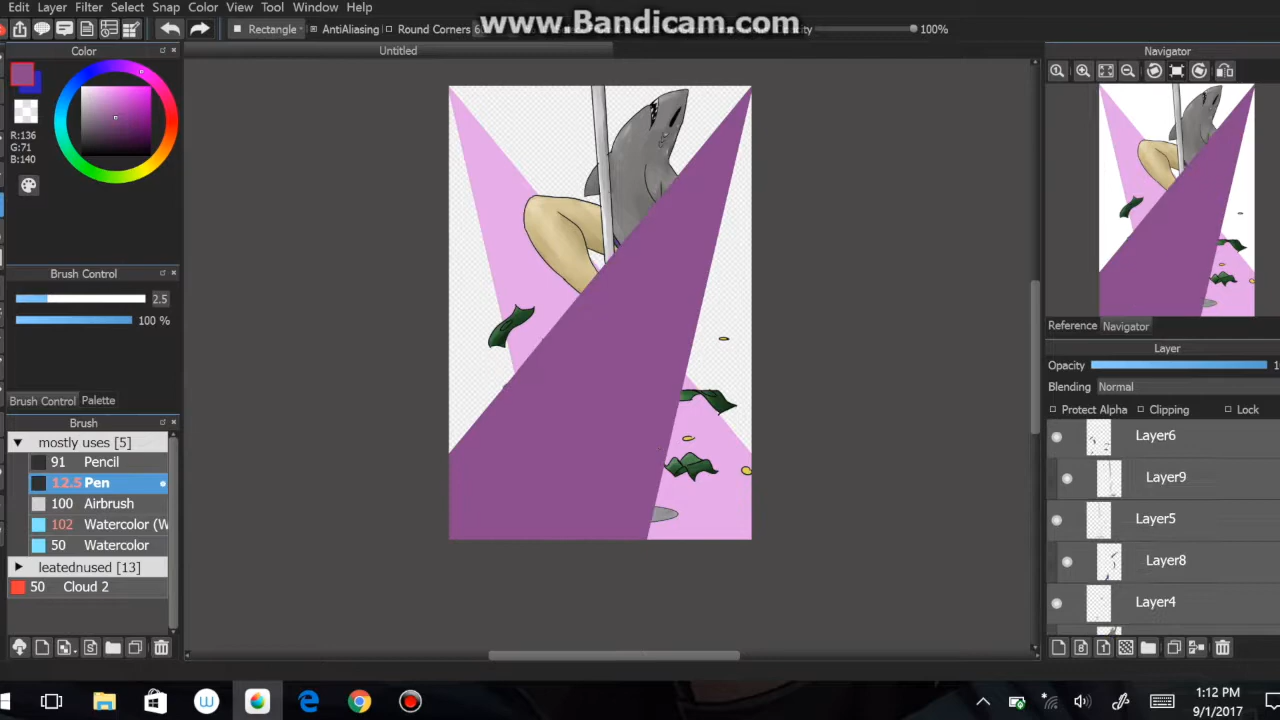 Edit Layer Filter Select Snap Color View Tool Window Help
www.Bandicam.com
Rectangle AntiAliasing Round Corners 100%
Color Untitled Navigator
R:136
G:71
B:140
Brush Control
2.5
100 %
Reference Navigator
Layer
Opacity
Blending Normal
Brush Control Palette
Protect Alpha Clipping Lock
Brush
mostly uses [5]
Layer6
91 Pencil
12.5 Pen
Layer9
100 Airbrush
102 Watercolor (W
Layer5
50 Watercolor
leatednused [13]
Layer8
50 Cloud 2
Layer4
1:12 PM
9/1/2017